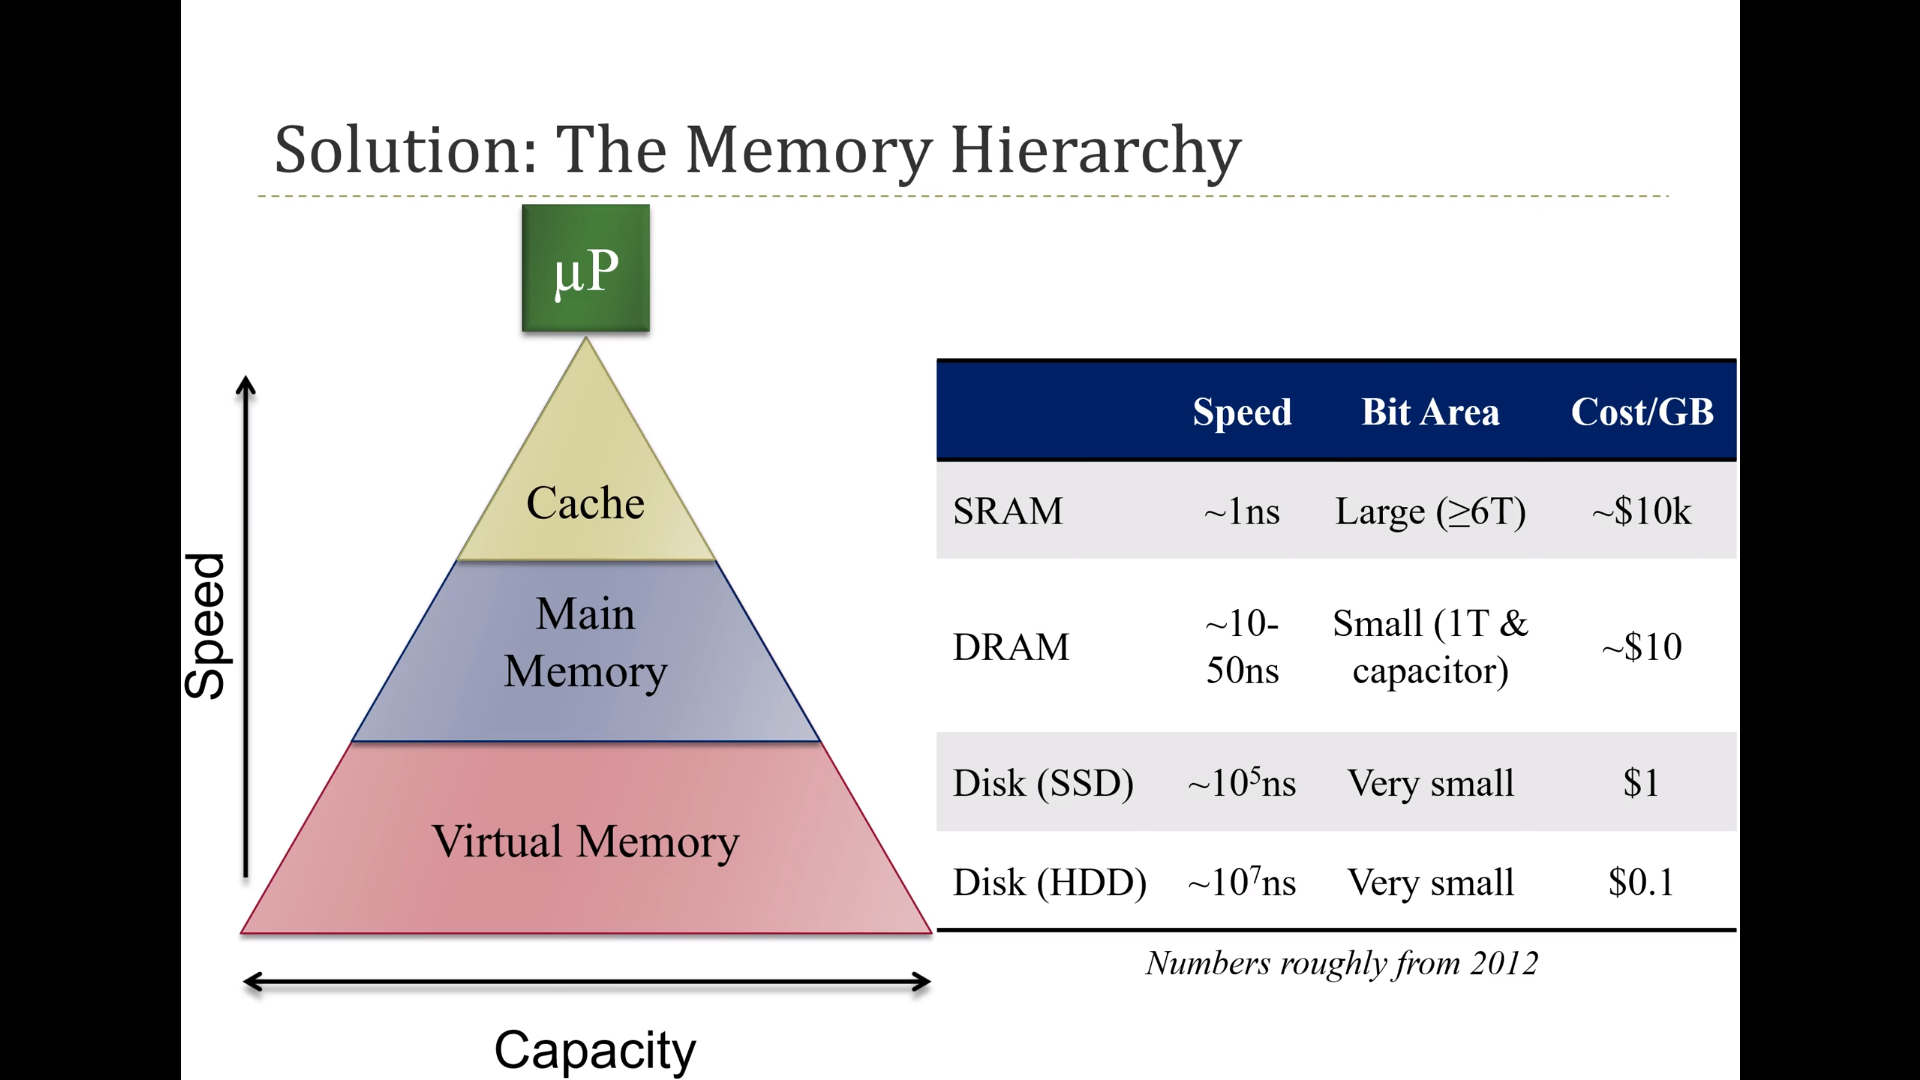 Solution: The Memory Hierarchy
μP
Cache
Main
Memory
Virtual Memory
Speed
Capacity
Speed Bit Area Cost/GB
SRAM ~1ns Large (≥6T) ~$10k
DRAM ~10-50ns Small (1T & capacitor) ~$10
Disk (SSD) ~10⁵ns Very small $1
Disk (HDD) ~10⁷ns Very small $0.1
Numbers roughly from 2012